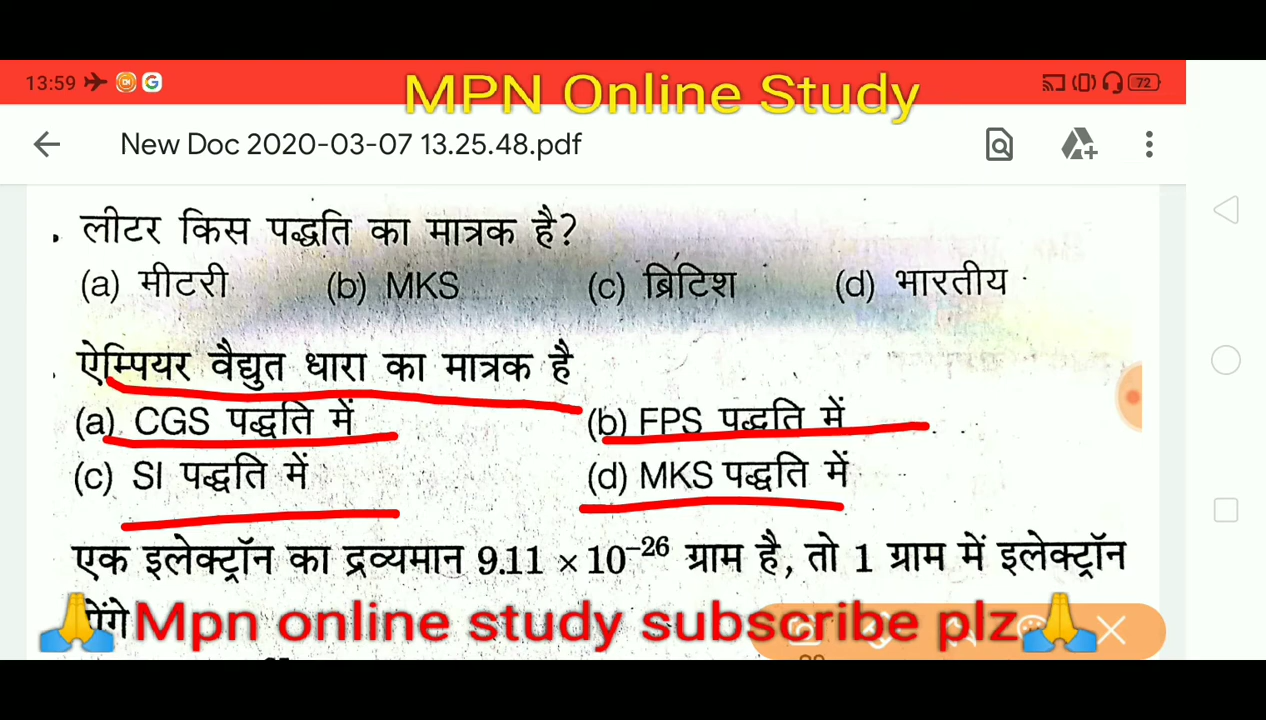 13:59
72
MPN Online Study
New Doc 2020-03-07 13.25.48.pdf
लीटर किस पद्धति का मात्रक है?
(a) मीटरी (b) MKS (c) ब्रिटिश (d) भारतीय
ऐम्पियर वैद्युत धारा का मात्रक है
(a) CGS पद्धति में (b) FPS पद्धति में
(c) SI पद्धति में (d) MKS पद्धति में
एक इलेक्ट्रॉन का द्रव्यमान 9.11 × 10⁻²⁶ ग्राम है, तो 1 ग्राम में इलेक्ट्रॉन
🙏Mpn online study subscribe plz🙏